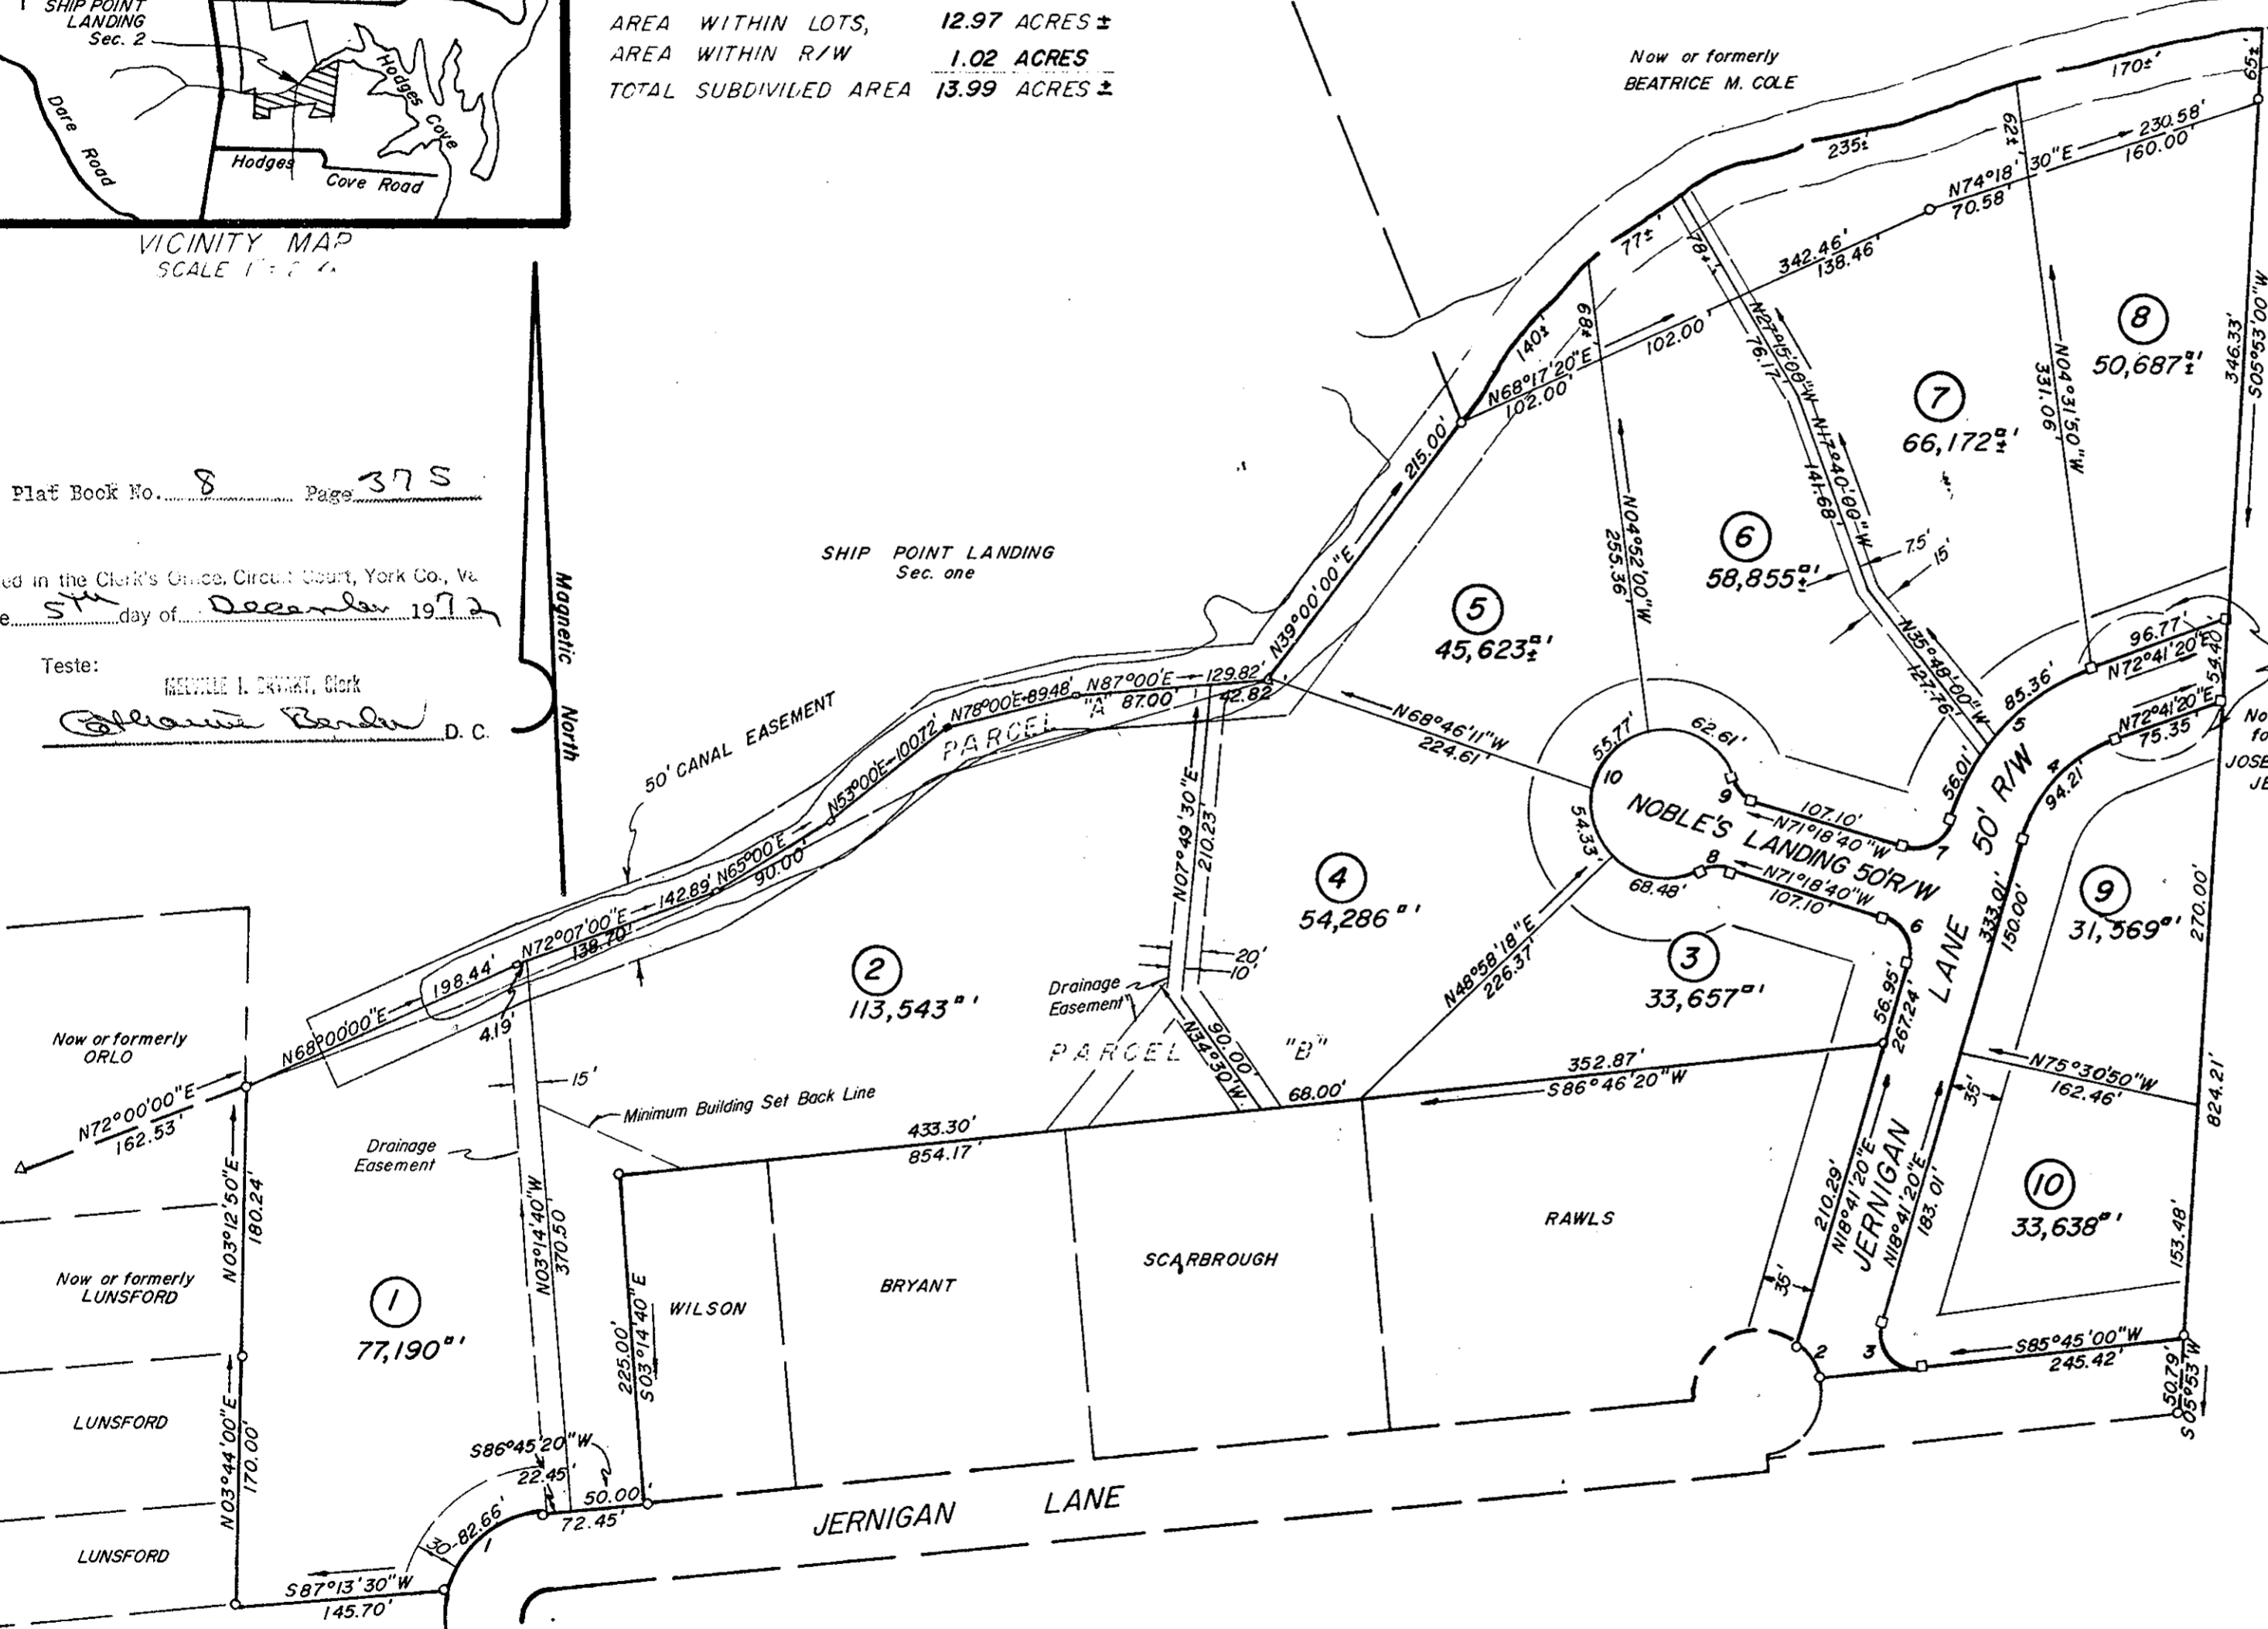 SHIP POINT
LANDING
Sec. 2
Dare Road
Hodges Cove
Hodges
Cove Road
VICINITY MAP
SCALE
AREA WITHIN LOTS, 12.97 ACRES ±
AREA WITHIN R/W 1.02 ACRES
TOTAL SUBDIVIDED AREA 13.99 ACRES ±
Now or formerly
BEATRICE M. COLE
Plat Book No. 8 Page 375
ed in the Clerk's Office, Circuit Court, York Co., Va
e 5th day of December 1972
Teste:
MELVILLE I. BRYANT, Clerk
D. C.
Magnetic North
SHIP POINT LANDING
Sec. one
50' CANAL EASEMENT
PARCEL "A"
N72°00'00"E
162.53'
N68°00'00"E
198.44'
4.19'
N72°07'00"E
142.89'
138.70'
N65°00'E
90.00'
N53°00'E 100.72'
N78°00'E 89.48'
N87°00'E 129.82'
87.00'
42.82'
N39°00'00"E
215.00'
140±'
77±'
235±'
170±'
65±'
68±'
78±'
62±'
N68°17'20"E
102.00'
102.00'
342.46'
138.46'
N74°18'30"E
70.58'
230.58'
160.00'
346.33'
S05°53'00"W
N04°31'50"W
331.06'
N27°15'00"W
76.17'
N17°40'00"W
141.68'
7.5'
15'
N35°48'00"W
127.76'
N04°52'00"W
255.36'
5
45,623±□'
6
58,855±□'
7
66,172±□'
8
50,687±□'
N68°46'11"W
224.61'
55.77'
62.61'
10
54.33'
68.48'
9
8
NOBLE'S LANDING 50'R/W
107.10'
N71°18'40"W
N71°18'40"W
107.10'
7
6
56.01'
85.36'
5
50' R/W
4
94.21'
96.77'
N72°41'20"E
54.40'
N72°41'20"E
75.35'
No
fo
JOSE
JE
N07°49'30"E
210.23'
20'
10'
Drainage
Easement
N34°30'W
90.00'
PARCEL "B"
2
113,543□'
4
54,286□'
3
33,657□'
9
31,569□'
10
33,638□'
N48°58'18"E
226.37'
56.95'
267.24'
333.01'
150.00'
270.00'
824.21'
153.48'
N75°30'50"W
162.46'
35'
LANE
JERNIGAN
210.29'
N18°41'20"E
N18°41'20"E
183.01'
35'
2
3
S85°45'00"W
245.42'
50.79'
S05°53'W
352.87'
S86°46'20"W
68.00'
433.30'
854.17'
Minimum Building Set Back Line
15'
Drainage
Easement
N03°14'40"W
370.50'
225.00'
S03°14'40"E
WILSON
BRYANT
SCARBROUGH
RAWLS
Now or formerly
ORLO
Now or formerly
LUNSFORD
LUNSFORD
LUNSFORD
N03°12'50"E
180.24'
N03°44'00"E
170.00'
1
77,190□'
S86°45'20"W
22.45'
50.00'
72.45'
30
82.66'
1
S87°13'30"W
145.70'
JERNIGAN LANE